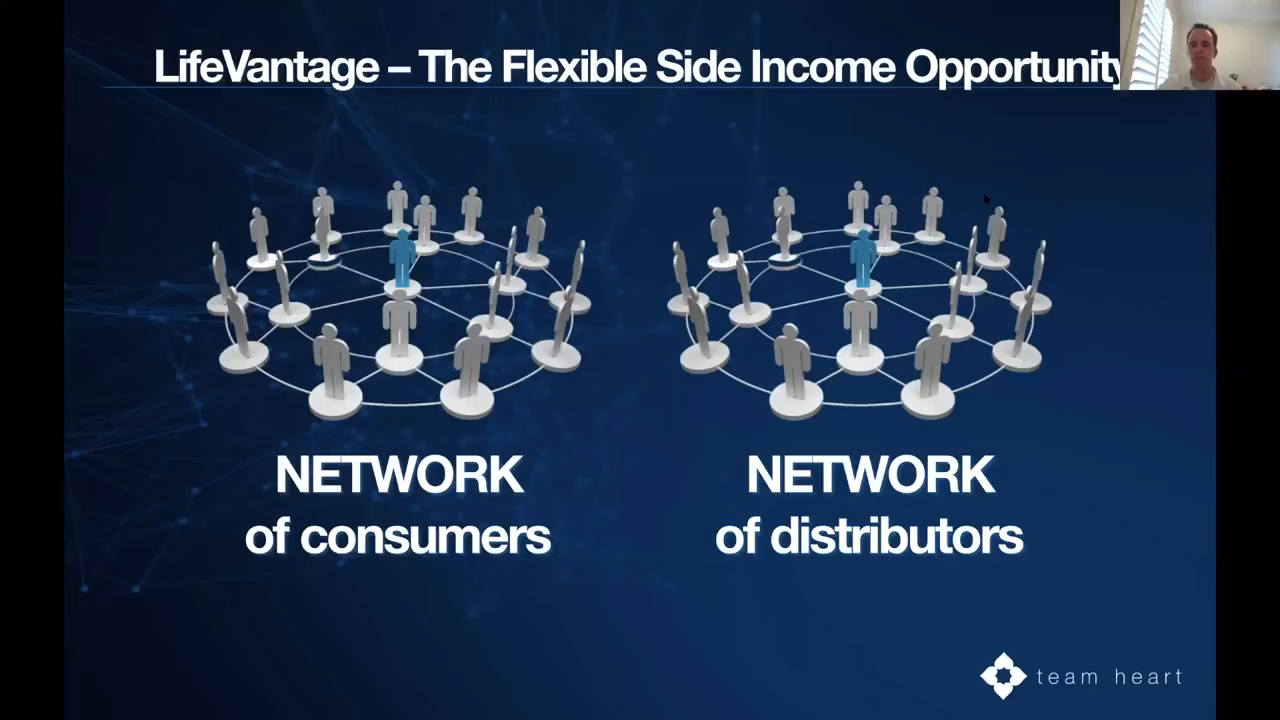 LifeVantage – The Flexible Side Income Opportunity
NETWORK
of consumers
NETWORK
of distributors
team heart